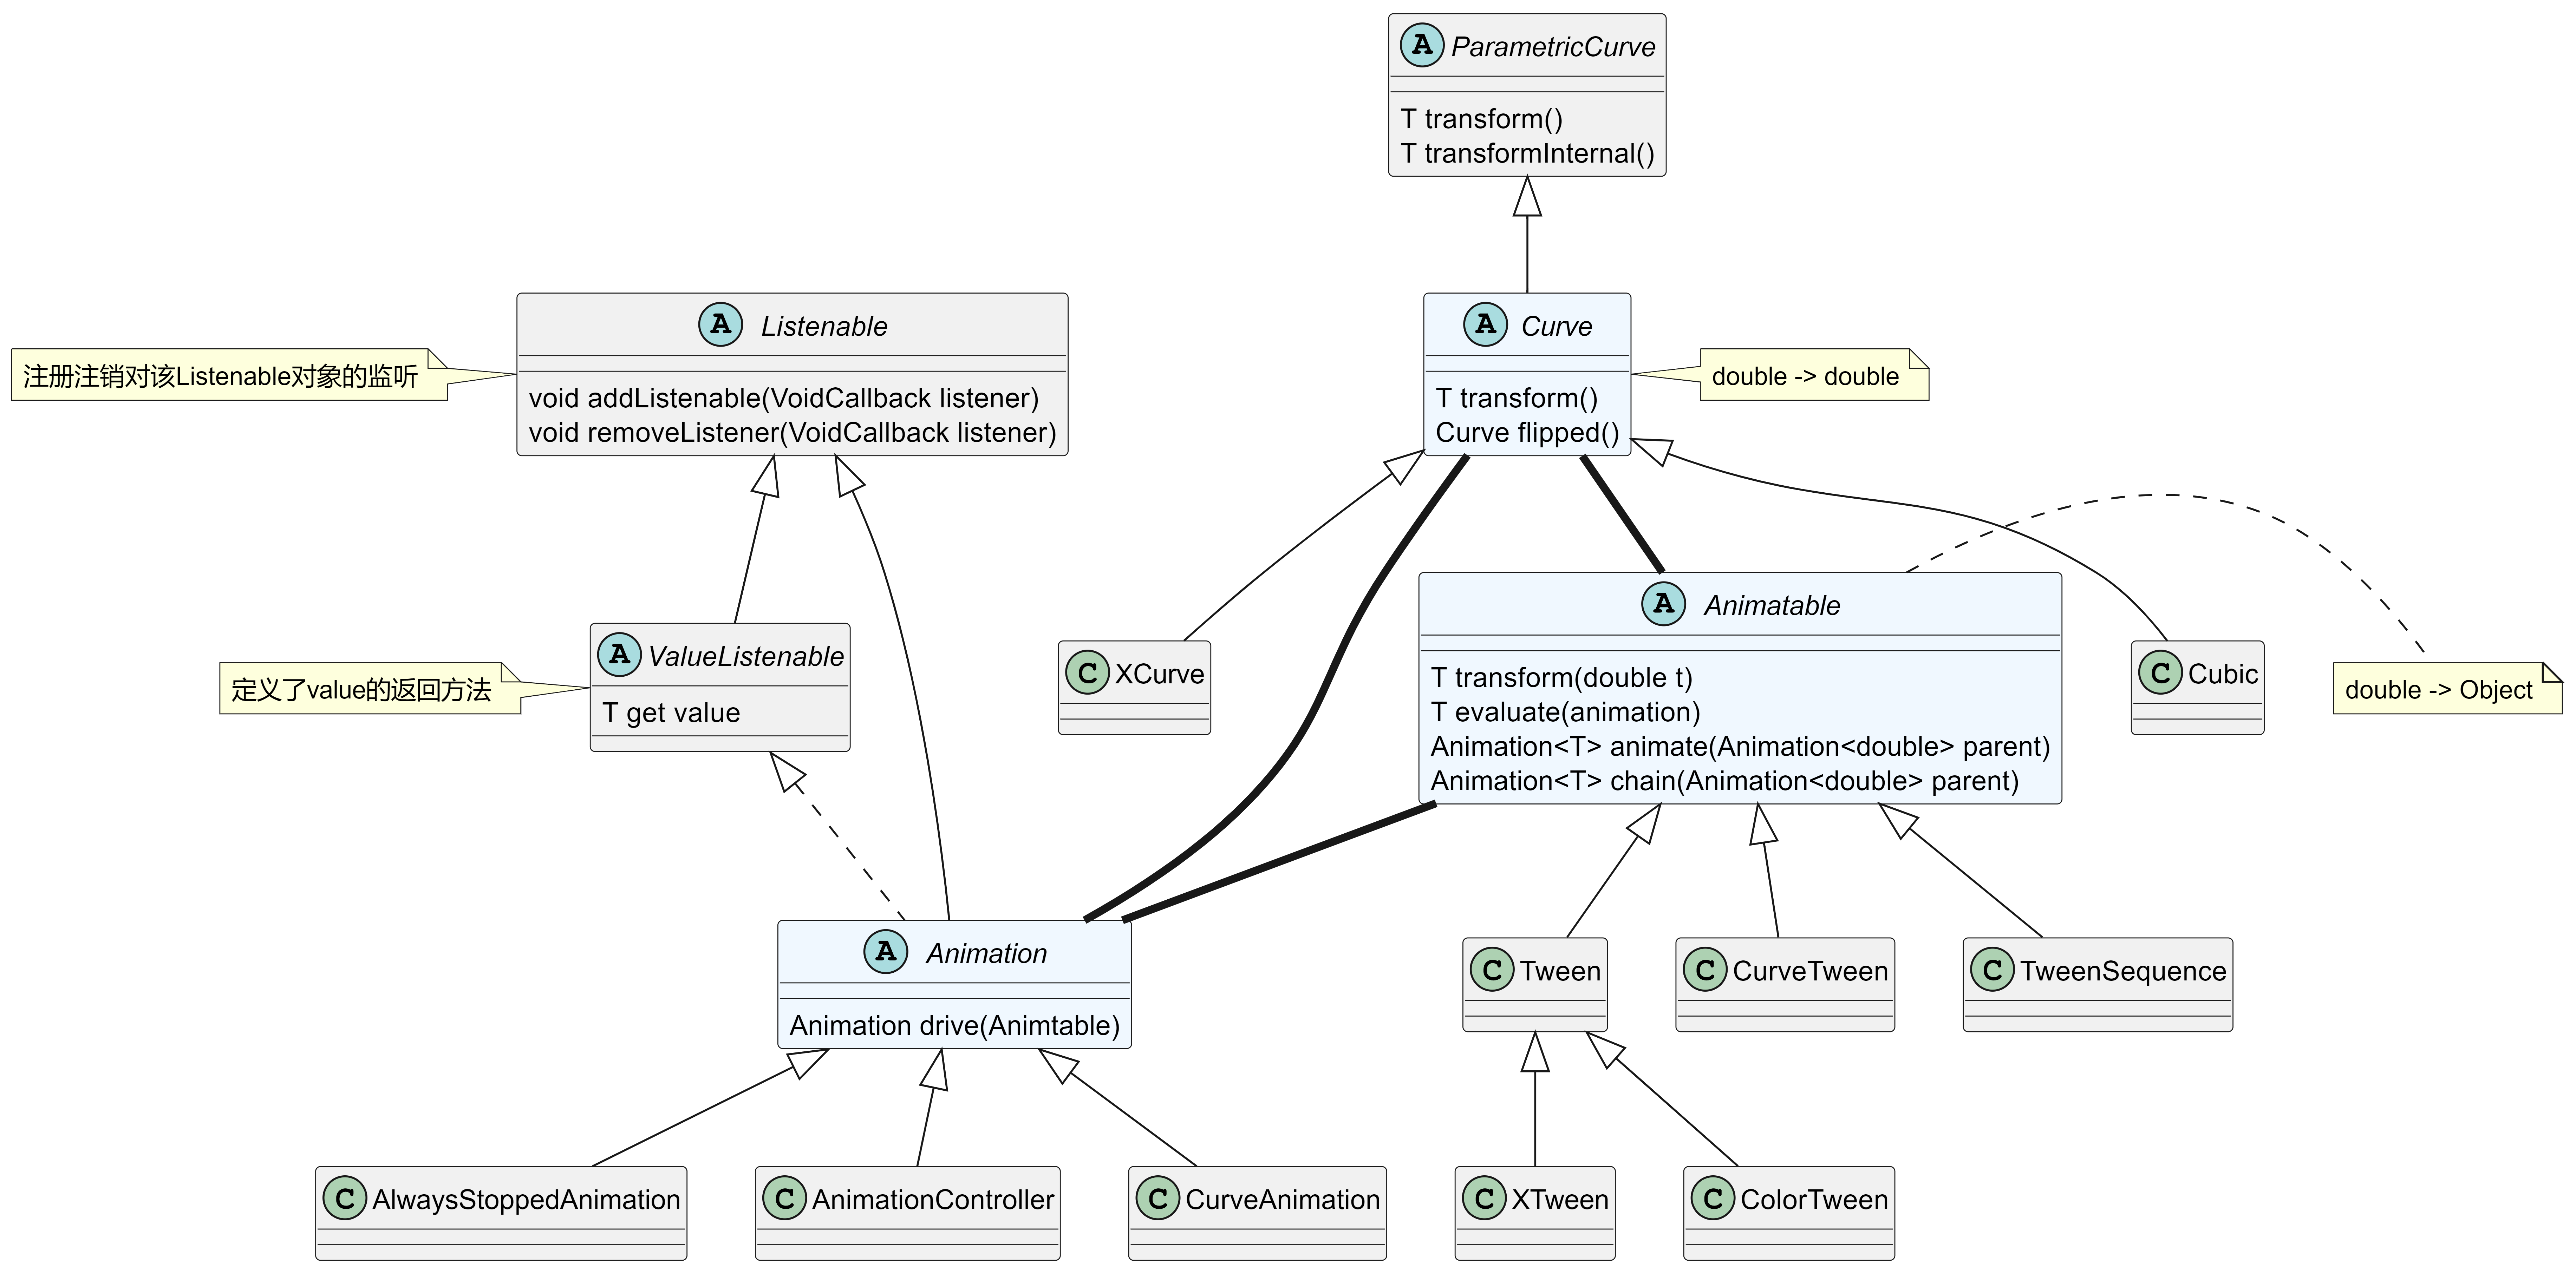 A ParametricCurve
T transform()
T transformInternal()
A Listenable
void addListenable(VoidCallback listener)
void removeListener(VoidCallback listener)
注册注销对该Listenable对象的监听
A Curve
T transform()
Curve flipped()
double -> double
A ValueListenable
T get value
定义了value的返回方法
C XCurve
A Animatable
T transform(double t)
T evaluate(animation)
Animation<T> animate(Animation<double> parent)
Animation<T> chain(Animation<double> parent)
C Cubic
double -> Object
A Animation
Animation drive(Animtable)
C Tween
C CurveTween
C TweenSequence
C AlwaysStoppedAnimation
C AnimationController
C CurveAnimation
C XTween
C ColorTween